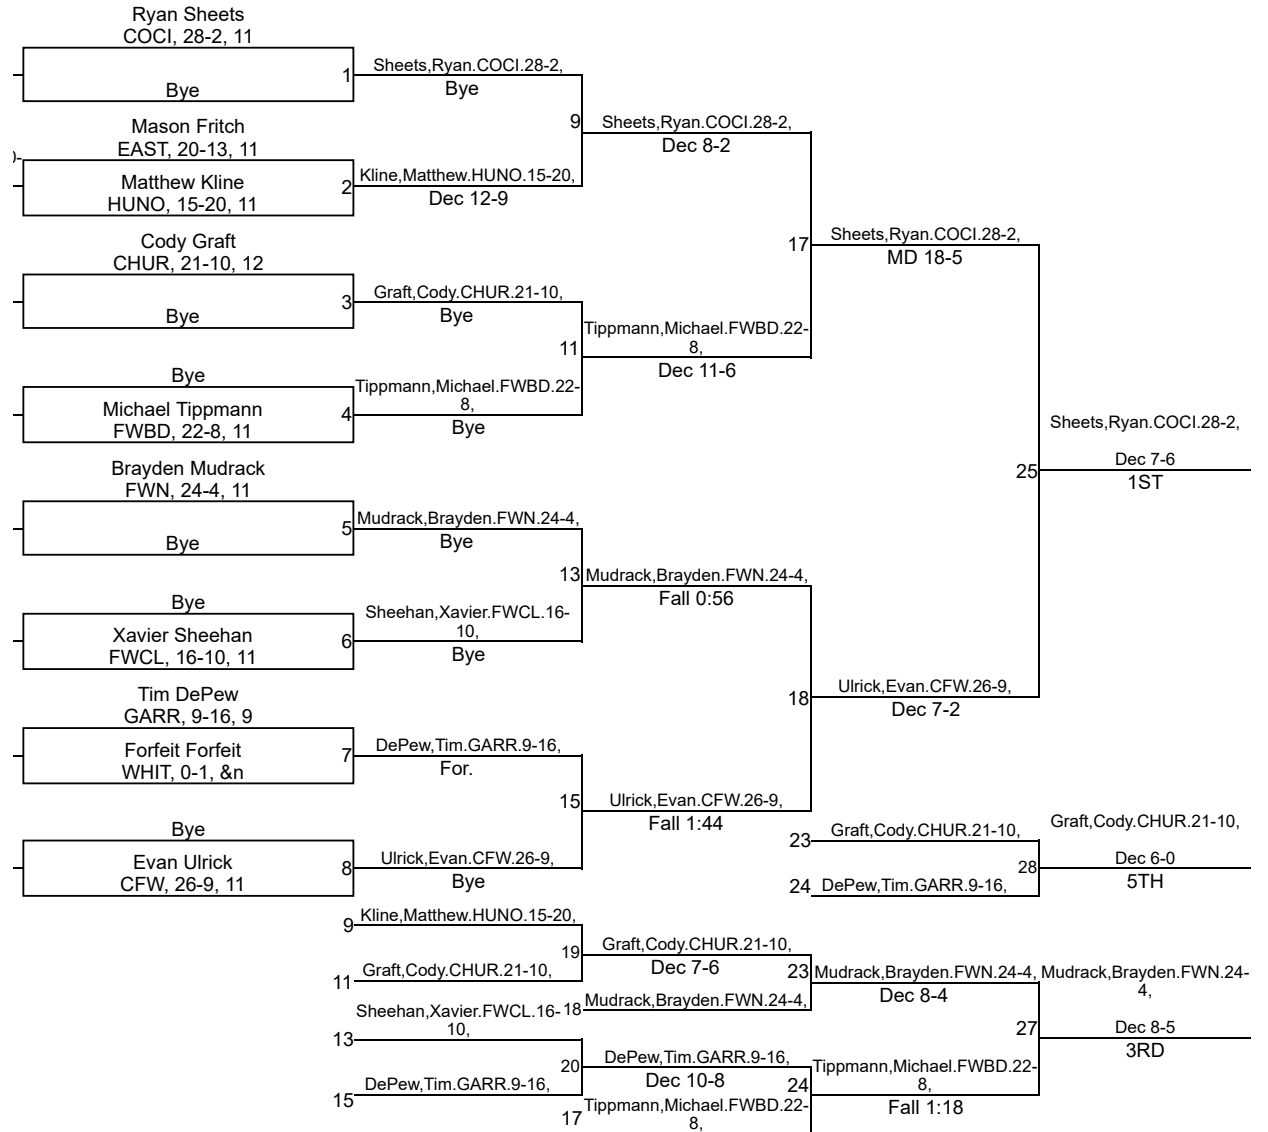 Ryan Sheets
COCI, 28-2, 11
Bye
1
Sheets,Ryan.COCI.28-2,
Bye
Mason Fritch
EAST, 20-13, 11
Matthew Kline
HUNO, 15-20, 11
2
Kline,Matthew.HUNO.15-20,
Dec 12-9
9
Sheets,Ryan.COCI.28-2,
Dec 8-2
Cody Graft
CHUR, 21-10, 12
Bye
3
Graft,Cody.CHUR.21-10,
Bye
Bye
Michael Tippmann
FWBD, 22-8, 11
4
Tippmann,Michael.FWBD.22-
8,
Bye
11
Tippmann,Michael.FWBD.22-
8,
Dec 11-6
17
Sheets,Ryan.COCI.28-2,
MD 18-5
Brayden Mudrack
FWN, 24-4, 11
Bye
5
Mudrack,Brayden.FWN.24-4,
Bye
Bye
Xavier Sheehan
FWCL, 16-10, 11
6
Sheehan,Xavier.FWCL.16-
10,
Bye
13
Mudrack,Brayden.FWN.24-4,
Fall 0:56
Tim DePew
GARR, 9-16, 9
Forfeit Forfeit
WHIT, 0-1, &n
7
DePew,Tim.GARR.9-16,
For.
Bye
Evan Ulrick
CFW, 26-9, 11
8
Ulrick,Evan.CFW.26-9,
Bye
15
Ulrick,Evan.CFW.26-9,
Fall 1:44
18
Ulrick,Evan.CFW.26-9,
Dec 7-2
25
Sheets,Ryan.COCI.28-2,
Dec 7-6
1ST
23
Graft,Cody.CHUR.21-10,
24
DePew,Tim.GARR.9-16,
28
Graft,Cody.CHUR.21-10,
Dec 6-0
5TH
9
Kline,Matthew.HUNO.15-20,
11
Graft,Cody.CHUR.21-10,
19
Graft,Cody.CHUR.21-10,
Dec 7-6
18
Mudrack,Brayden.FWN.24-4,
23
Mudrack,Brayden.FWN.24-4,
Dec 8-4
13
Sheehan,Xavier.FWCL.16-
10,
15
DePew,Tim.GARR.9-16,
20
DePew,Tim.GARR.9-16,
Dec 10-8
17
Tippmann,Michael.FWBD.22-
8,
24
Tippmann,Michael.FWBD.22-
8,
Fall 1:18
27
Mudrack,Brayden.FWN.24-
4,
Dec 8-5
3RD